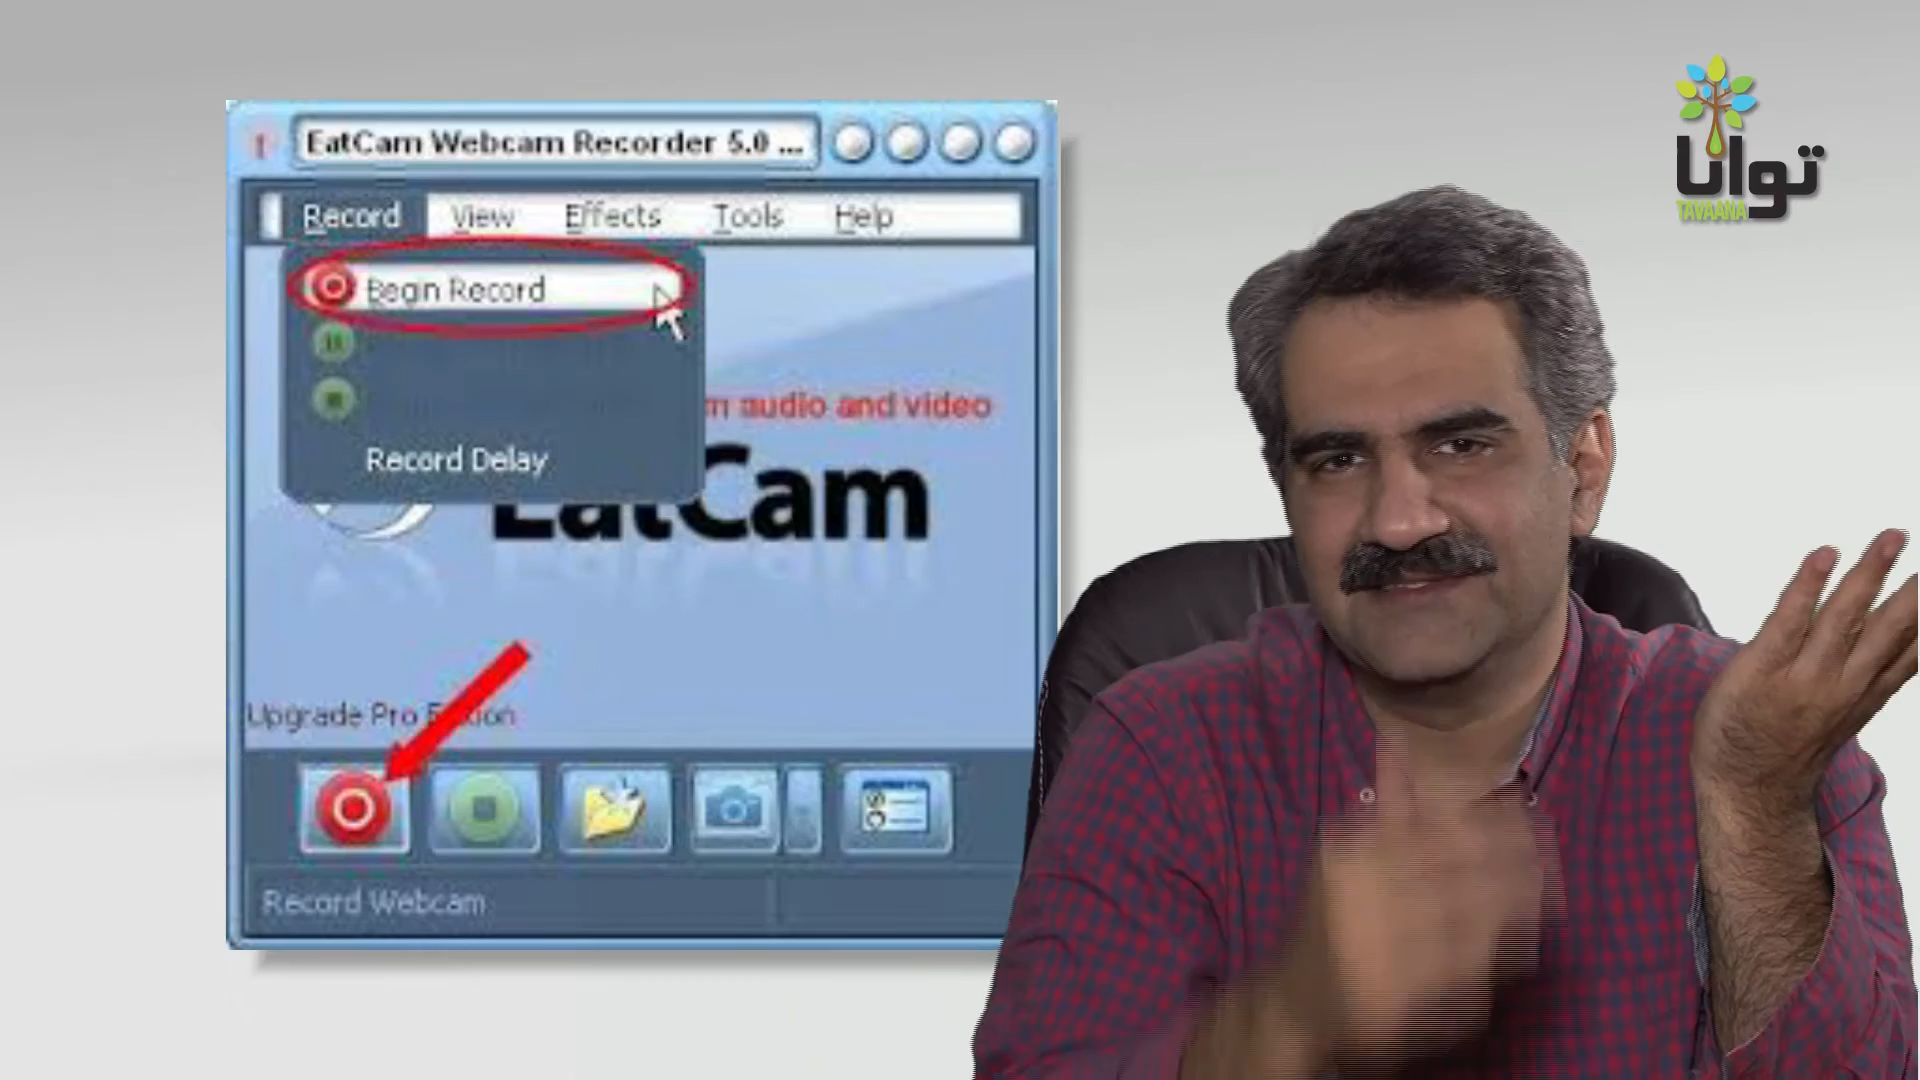 EatCam Webcam Recorder 5.0 ...
Record View Effects Tools Help
Begin Record
m audio and video
Record Delay
EatCam
Upgrade Pro
Record Webcam
توانا
TAVAANA